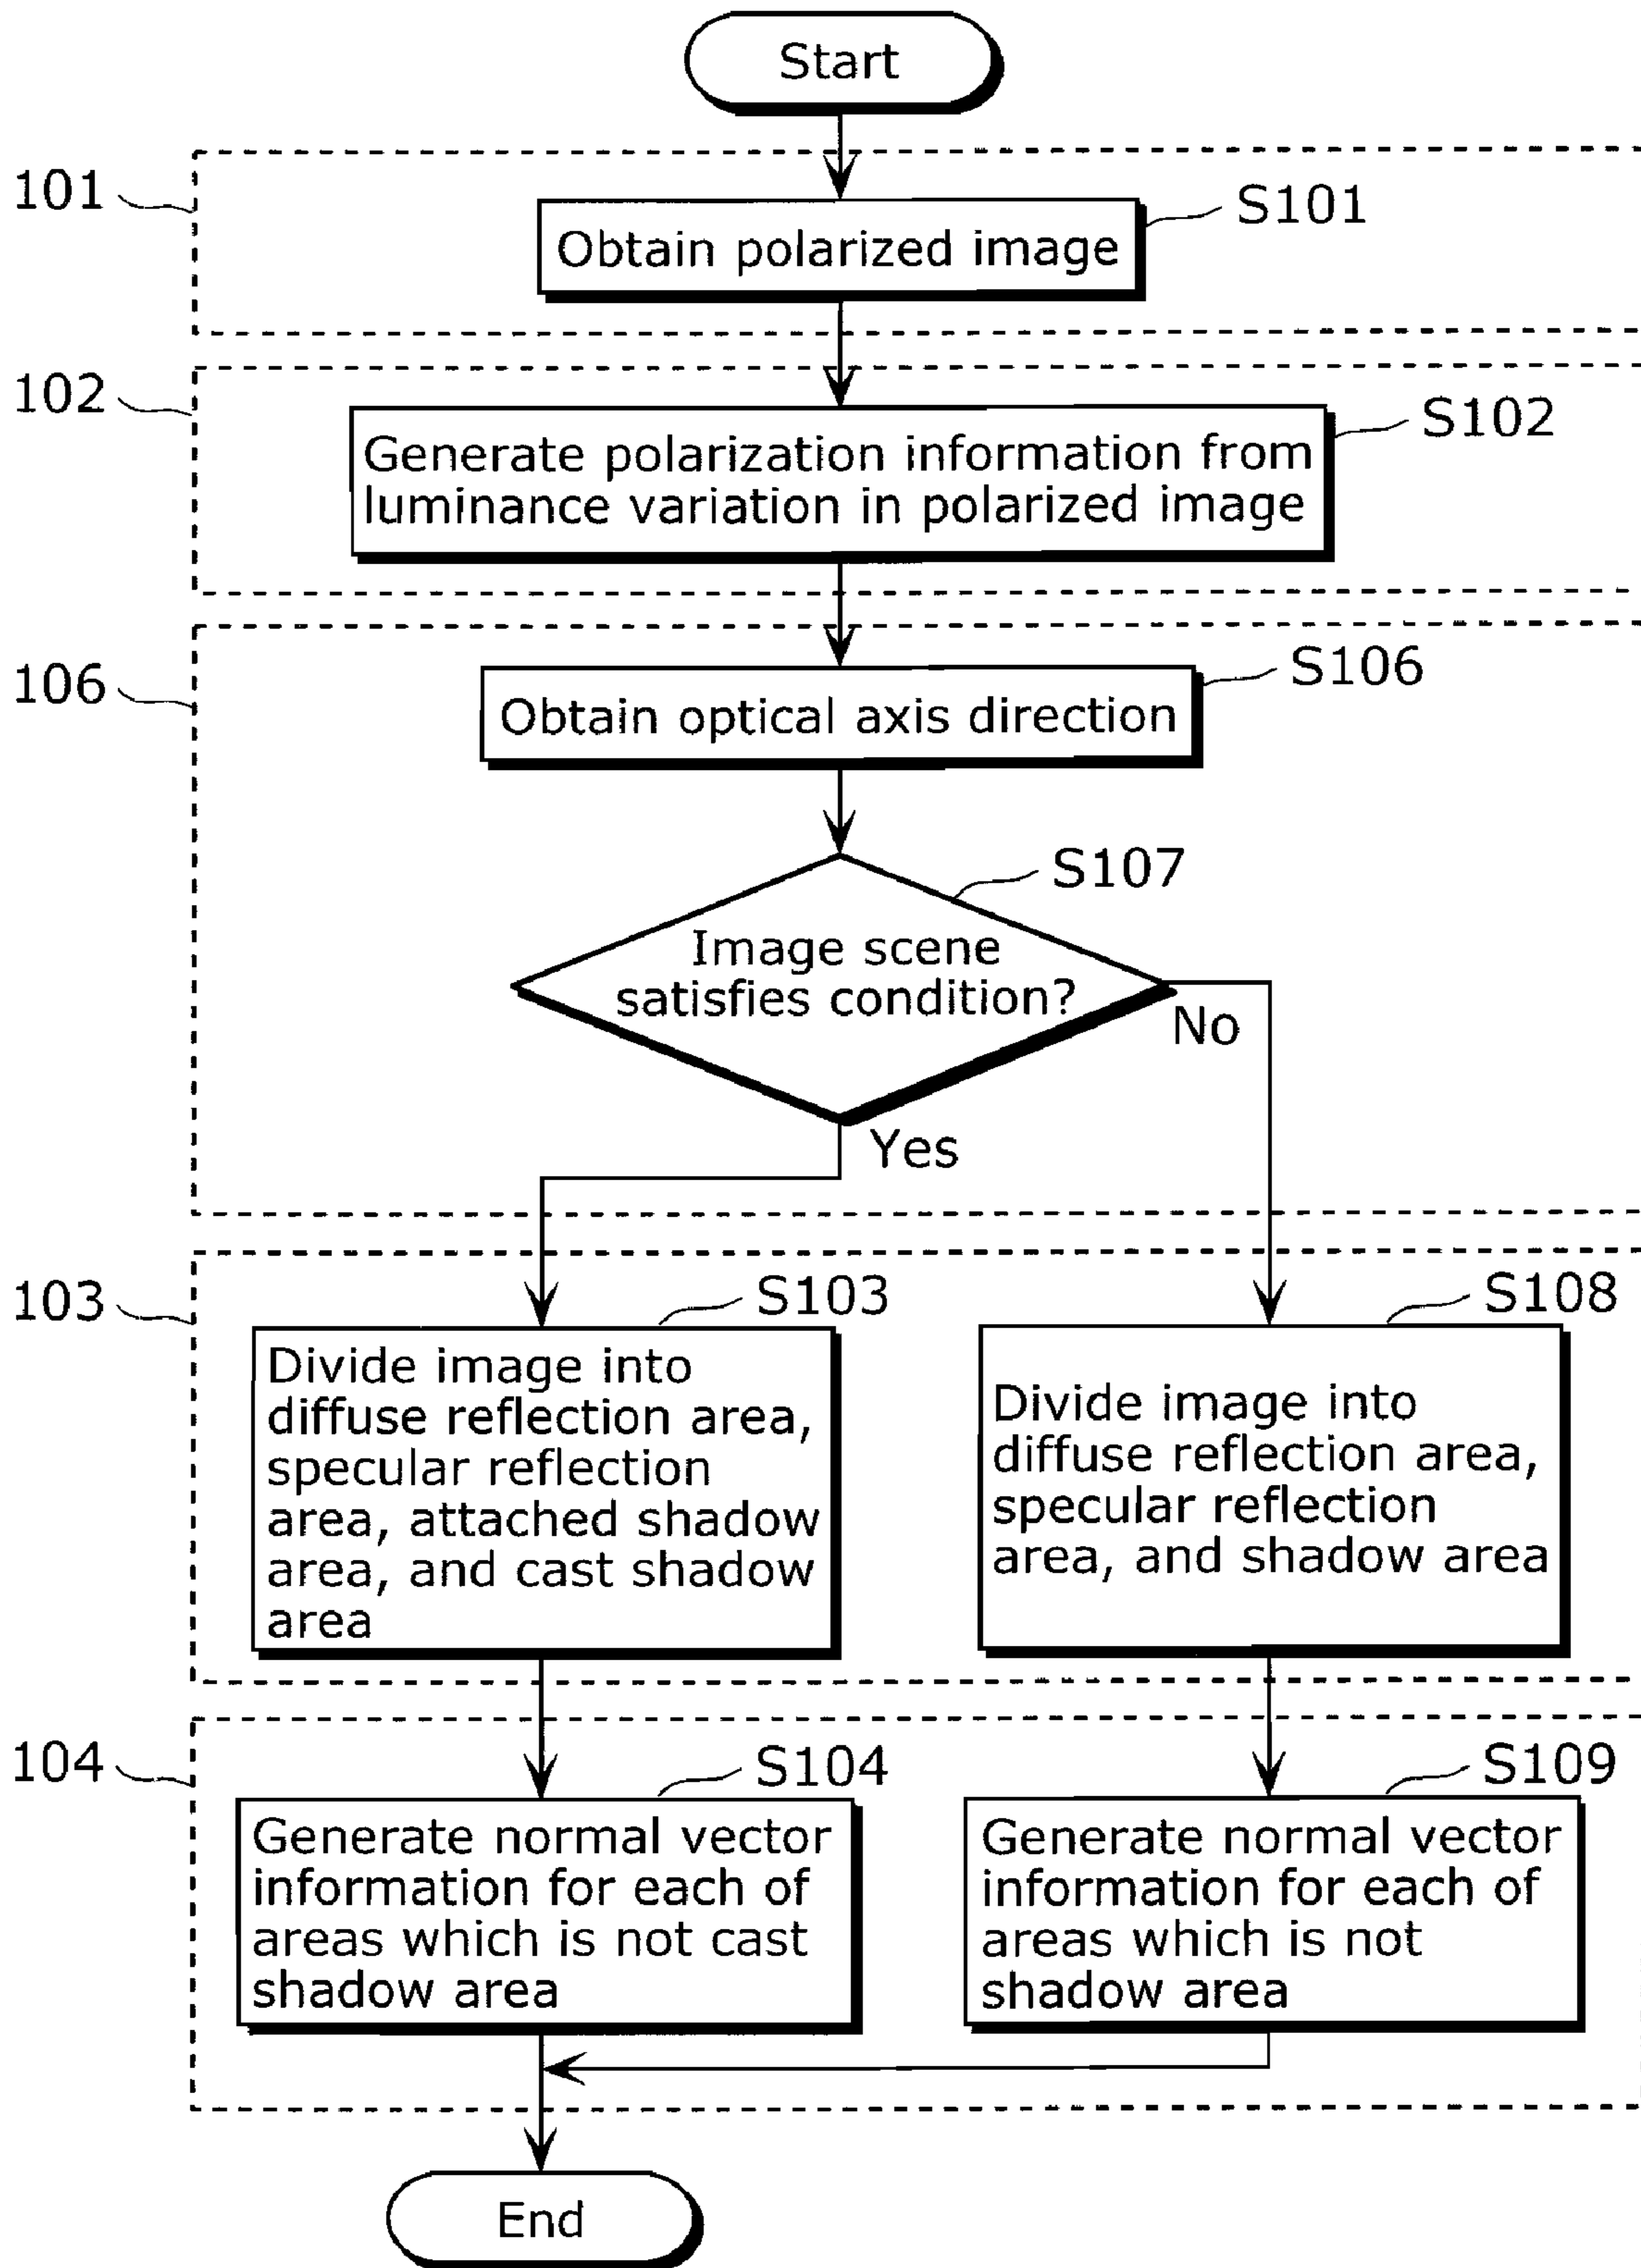 Start
101
S101
Obtain polarized image
102
S102
Generate polarization information from
luminance variation in polarized image
106
S106
Obtain optical axis direction
S107
Image scene
satisfies condition?
No
Yes
103
S103
Divide image into
diffuse reflection area,
specular reflection
area, attached shadow
area, and cast shadow
area
S108
Divide image into
diffuse reflection area,
specular reflection
area, and shadow area
104
S104
Generate normal vector
information for each of
areas which is not cast
shadow area
S109
Generate normal vector
information for each of
areas which is not
shadow area
End